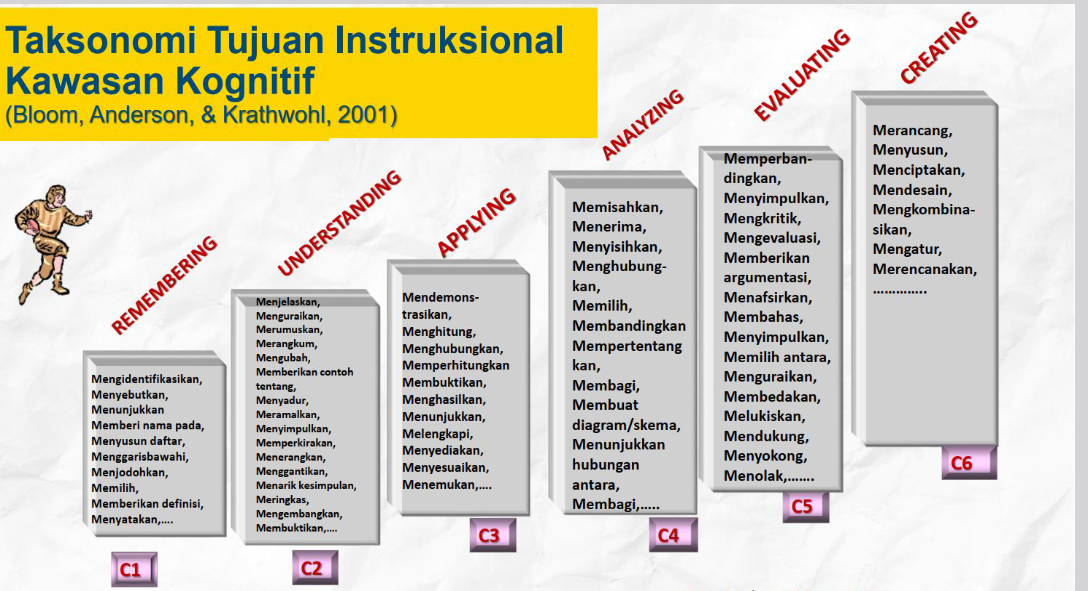 Taksonomi Tujuan Instruksional
Kawasan Kognitif
(Bloom, Anderson, & Krathwohl, 2001)
REMEMBERING
Mengidentifikasikan,
Menyebutkan,
Menunjukkan
Memberi nama pada,
Menyusun daftar,
Menggarisbawahi,
Menjodohkan,
Memilih,
Memberikan definisi,
Menyatakan,....
C1
UNDERSTANDING
Menjelaskan,
Menguraikan,
Merumuskan,
Merangkum,
Mengubah,
Memberikan contoh
tentang,
Menyadur,
Meramalkan,
Menyimpulkan,
Memperkirakan,
Menerangkan,
Menggantikan,
Menarik kesimpulan,
Meringkas,
Mengembangkan,
Membuktikan,....
C2
APPLYING
Mendemons-
trasikan,
Menghitung,
Menghubungkan,
Memperhitungkan
Membuktikan,
Menghasilkan,
Menunjukkan,
Melengkapi,
Menyediakan,
Menyesuaikan,
Menemukan,....
C3
ANALYZING
Memisahkan,
Menerima,
Menyisihkan,
Menghubung-
kan,
Memilih,
Membandingkan
Mempertentang
kan,
Membagi,
Membuat
diagram/skema,
Menunjukkan
hubungan
antara,
Membagi,.....
C4
EVALUATING
Memperban-
dingkan,
Menyimpulkan,
Mengkritik,
Mengevaluasi,
Memberikan
argumentasi,
Menafsirkan,
Membahas,
Menyimpulkan,
Memilih antara,
Menguraikan,
Membedakan,
Melukiskan,
Mendukung,
Menyokong,
Menolak,.......
C5
CREATING
Merancang,
Menyusun,
Menciptakan,
Mendesain,
Mengkombina-
sikan,
Mengatur,
Merencanakan,
..............
C6